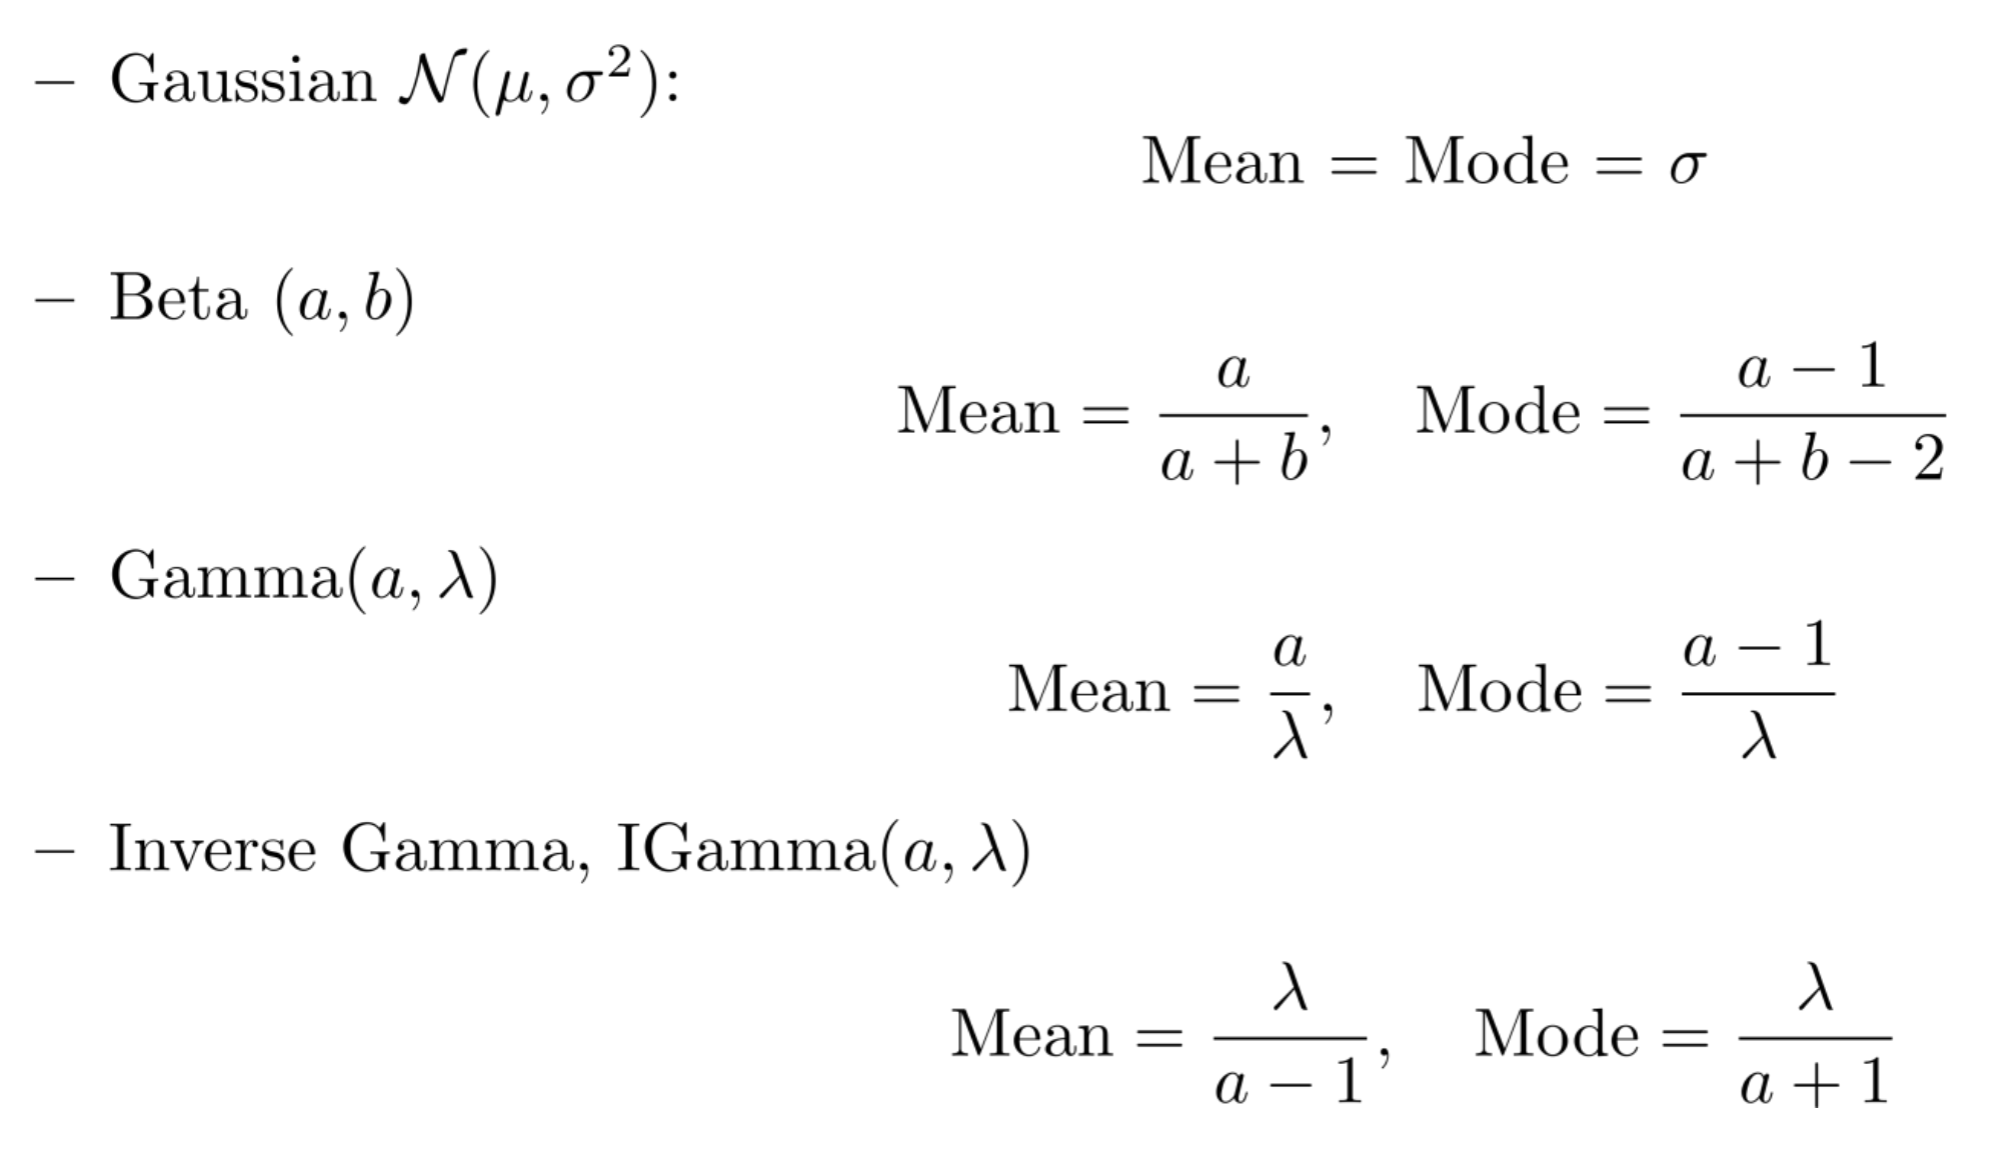 – Gaussian 𝒩(μ, σ²):
Mean = Mode = σ
– Beta (a, b)
Mean = a/(a + b), Mode = (a − 1)/(a + b − 2)
– Gamma(a, λ)
Mean = a/λ, Mode = (a − 1)/λ
– Inverse Gamma, IGamma(a, λ)
Mean = λ/(a − 1), Mode = λ/(a + 1)